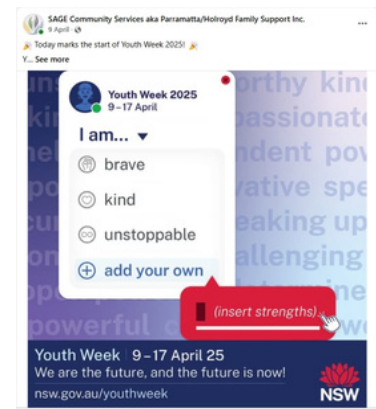 SAGE Community Services aka Parramatta/Holroyd Family Support Inc.
9 April
🎉 Today marks the start of Youth Week 2025! 🎉
Y... See more
Youth Week 2025
9–17 April
I am...
brave
kind
unstoppable
add your own
(insert strengths)
Youth Week | 9–17 April 25
We are the future, and the future is now!
nsw.gov.au/youthweek
NSW